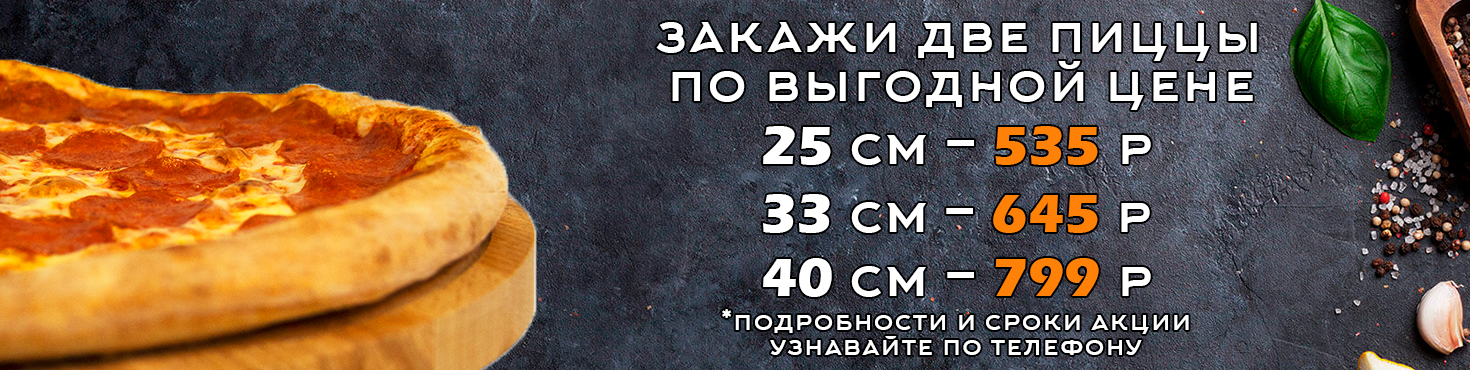 ЗАКАЖИ ДВЕ ПИЦЦЫ
ПО ВЫГОДНОЙ ЦЕНЕ
25 СМ – 535 Р
33 СМ – 645 Р
40 СМ – 799 Р
*ПОДРОБНОСТИ И СРОКИ АКЦИИ
УЗНАВАЙТЕ ПО ТЕЛЕФОНУ